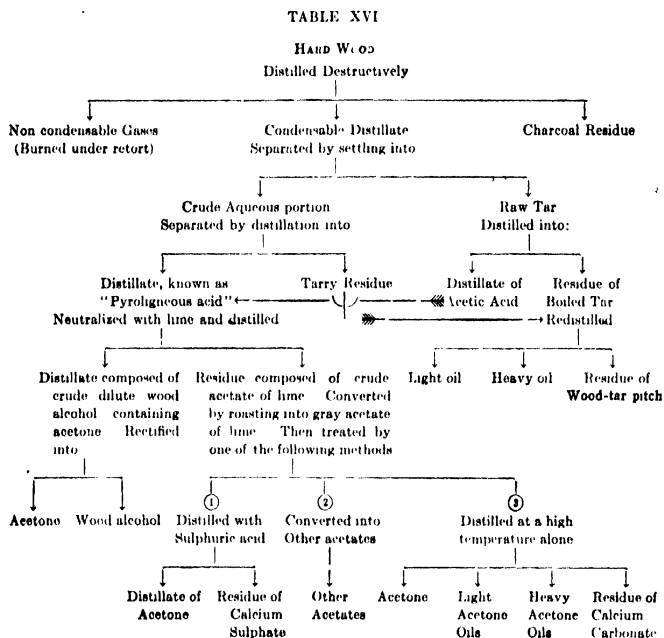 TABLE XVI
HARD WOOD
Distilled Destructively
Non condensable Gases
(Burned under retort)
Condensable Distillate
Separated by settling into
Charcoal Residue
Crude Aqueous portion
Separated by distillation into
Raw Tar
Distilled into:
Distillate, known as
"Pyroligneous acid"
Neutralized with lime and distilled
Tarry Residue
Distillate of
Acetic Acid
Residue of
Boiled Tar
Redistilled
Distillate composed of
crude dilute wood
alcohol containing
acetone Rectified
into
Residue composed of crude
acetate of lime Converted
by roasting into gray acetate
of lime Then treated by
one of the following methods
Light oil
Heavy oil
Residue of
Wood-tar pitch
Acetone
Wood alcohol
1
Distilled with
Sulphuric acid
2
Converted into
Other acetates
3
Distilled at a high
temperature alone
Distillate of
Acetone
Residue of
Calcium
Sulphate
Other
Acetates
Acetone
Light
Acetone
Oils
Heavy
Acetone
Oils
Residue of
Calcium
Carbonate